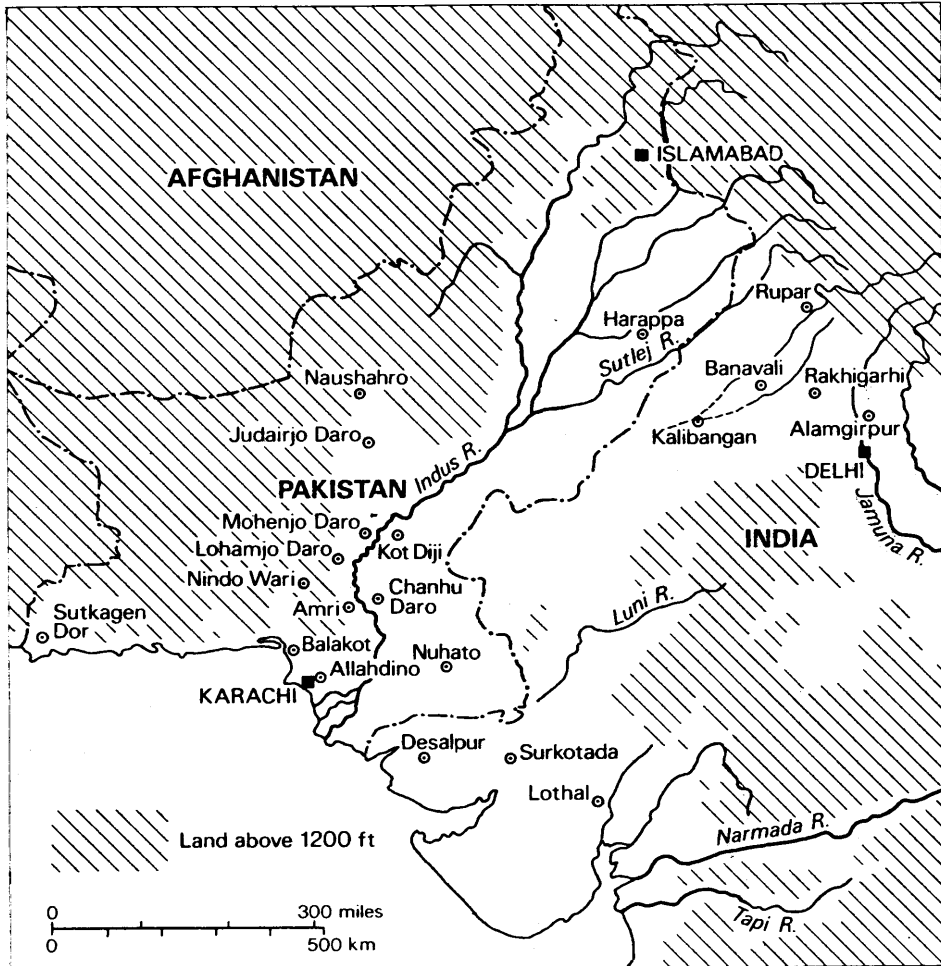 ISLAMABAD
AFGHANISTAN
Rupar
Harappa
Sutlej R.
Banavali
Naushahro
Rakhigarhi
Judairjo Daro
Kalibangan
Alamgirpur
DELHI
Indus R.
PAKISTAN
Mohenjo Daro
Kot Diji
INDIA
Jamuna R.
Lohamjo Daro
Nindo Wari
Chanhu
Daro
Luni R.
Amri
Sutkagen
Dor
Balakot
Nuhato
Allahdino
KARACHI
Desalpur
Surkotada
Lothal
Narmada R.
Land above 1200 ft
Tapi R.
0 300 miles
0 500 km